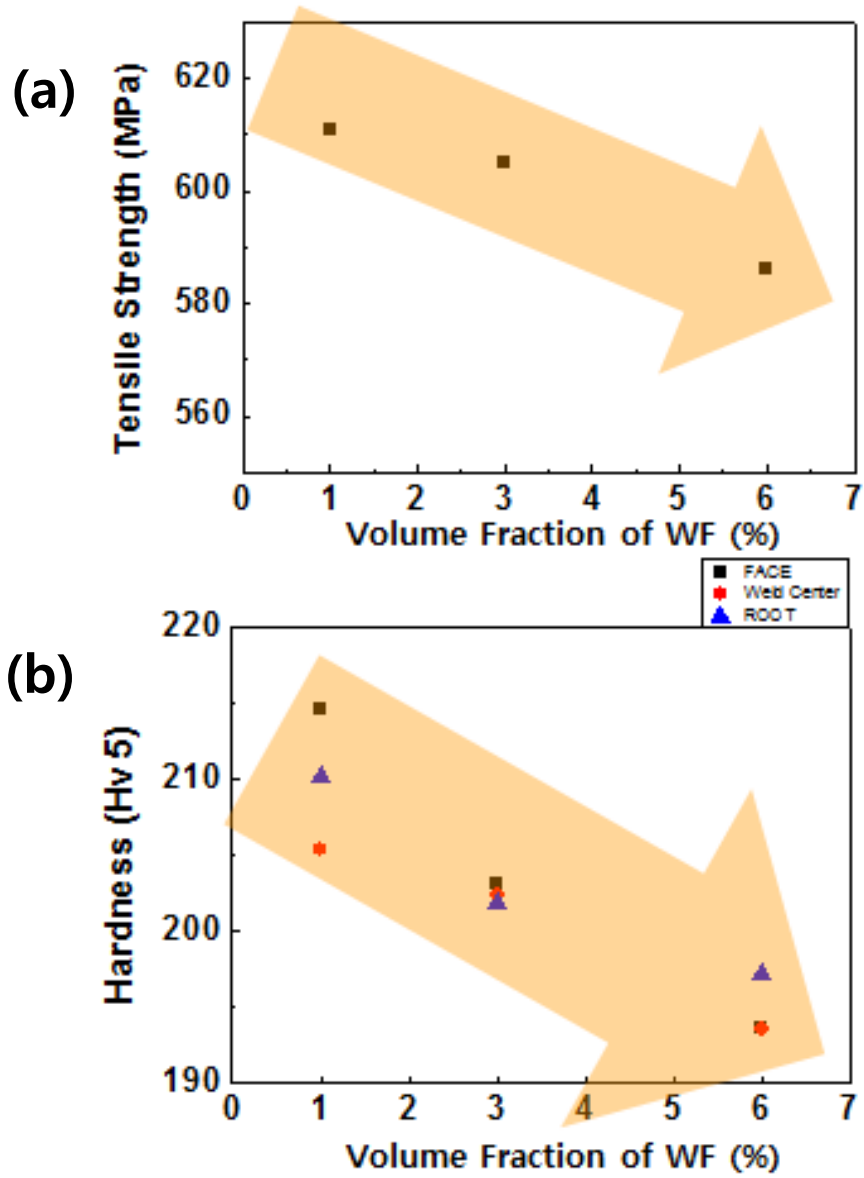 (a)
Tensile Strength (MPa)
620
600
580
560
0 1 2 3 4 5 6 7
Volume Fraction of WF (%)
FACE
Weld Center
ROOT
(b)
Hardness (Hv 5)
220
210
200
190
0 1 2 3 4 5 6 7
Volume Fraction of WF (%)